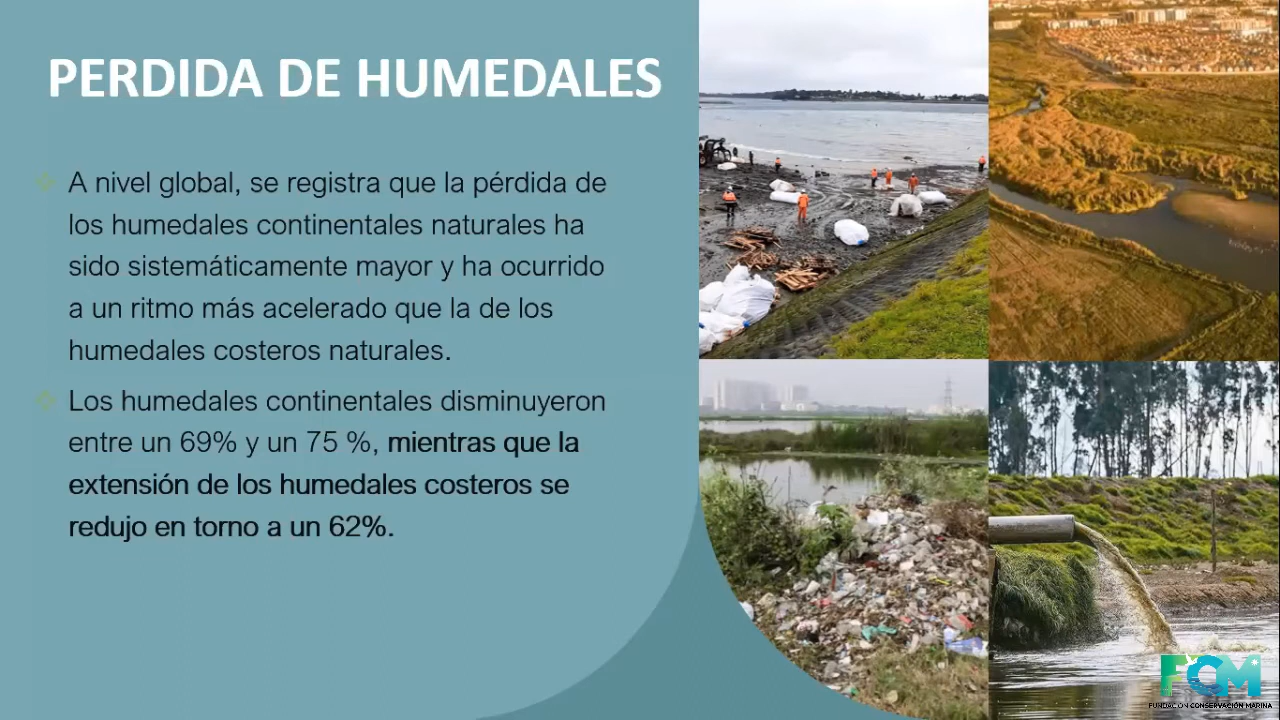 PERDIDA DE HUMEDALES
A nivel global, se registra que la pérdida de
los humedales continentales naturales ha
sido sistemáticamente mayor y ha ocurrido
a un ritmo más acelerado que la de los
humedales costeros naturales.
Los humedales continentales disminuyeron
entre un 69% y un 75 %, mientras que la
extensión de los humedales costeros se
redujo en torno a un 62%.
FCM
FUNDACIÓN CONSERVACIÓN MARINA